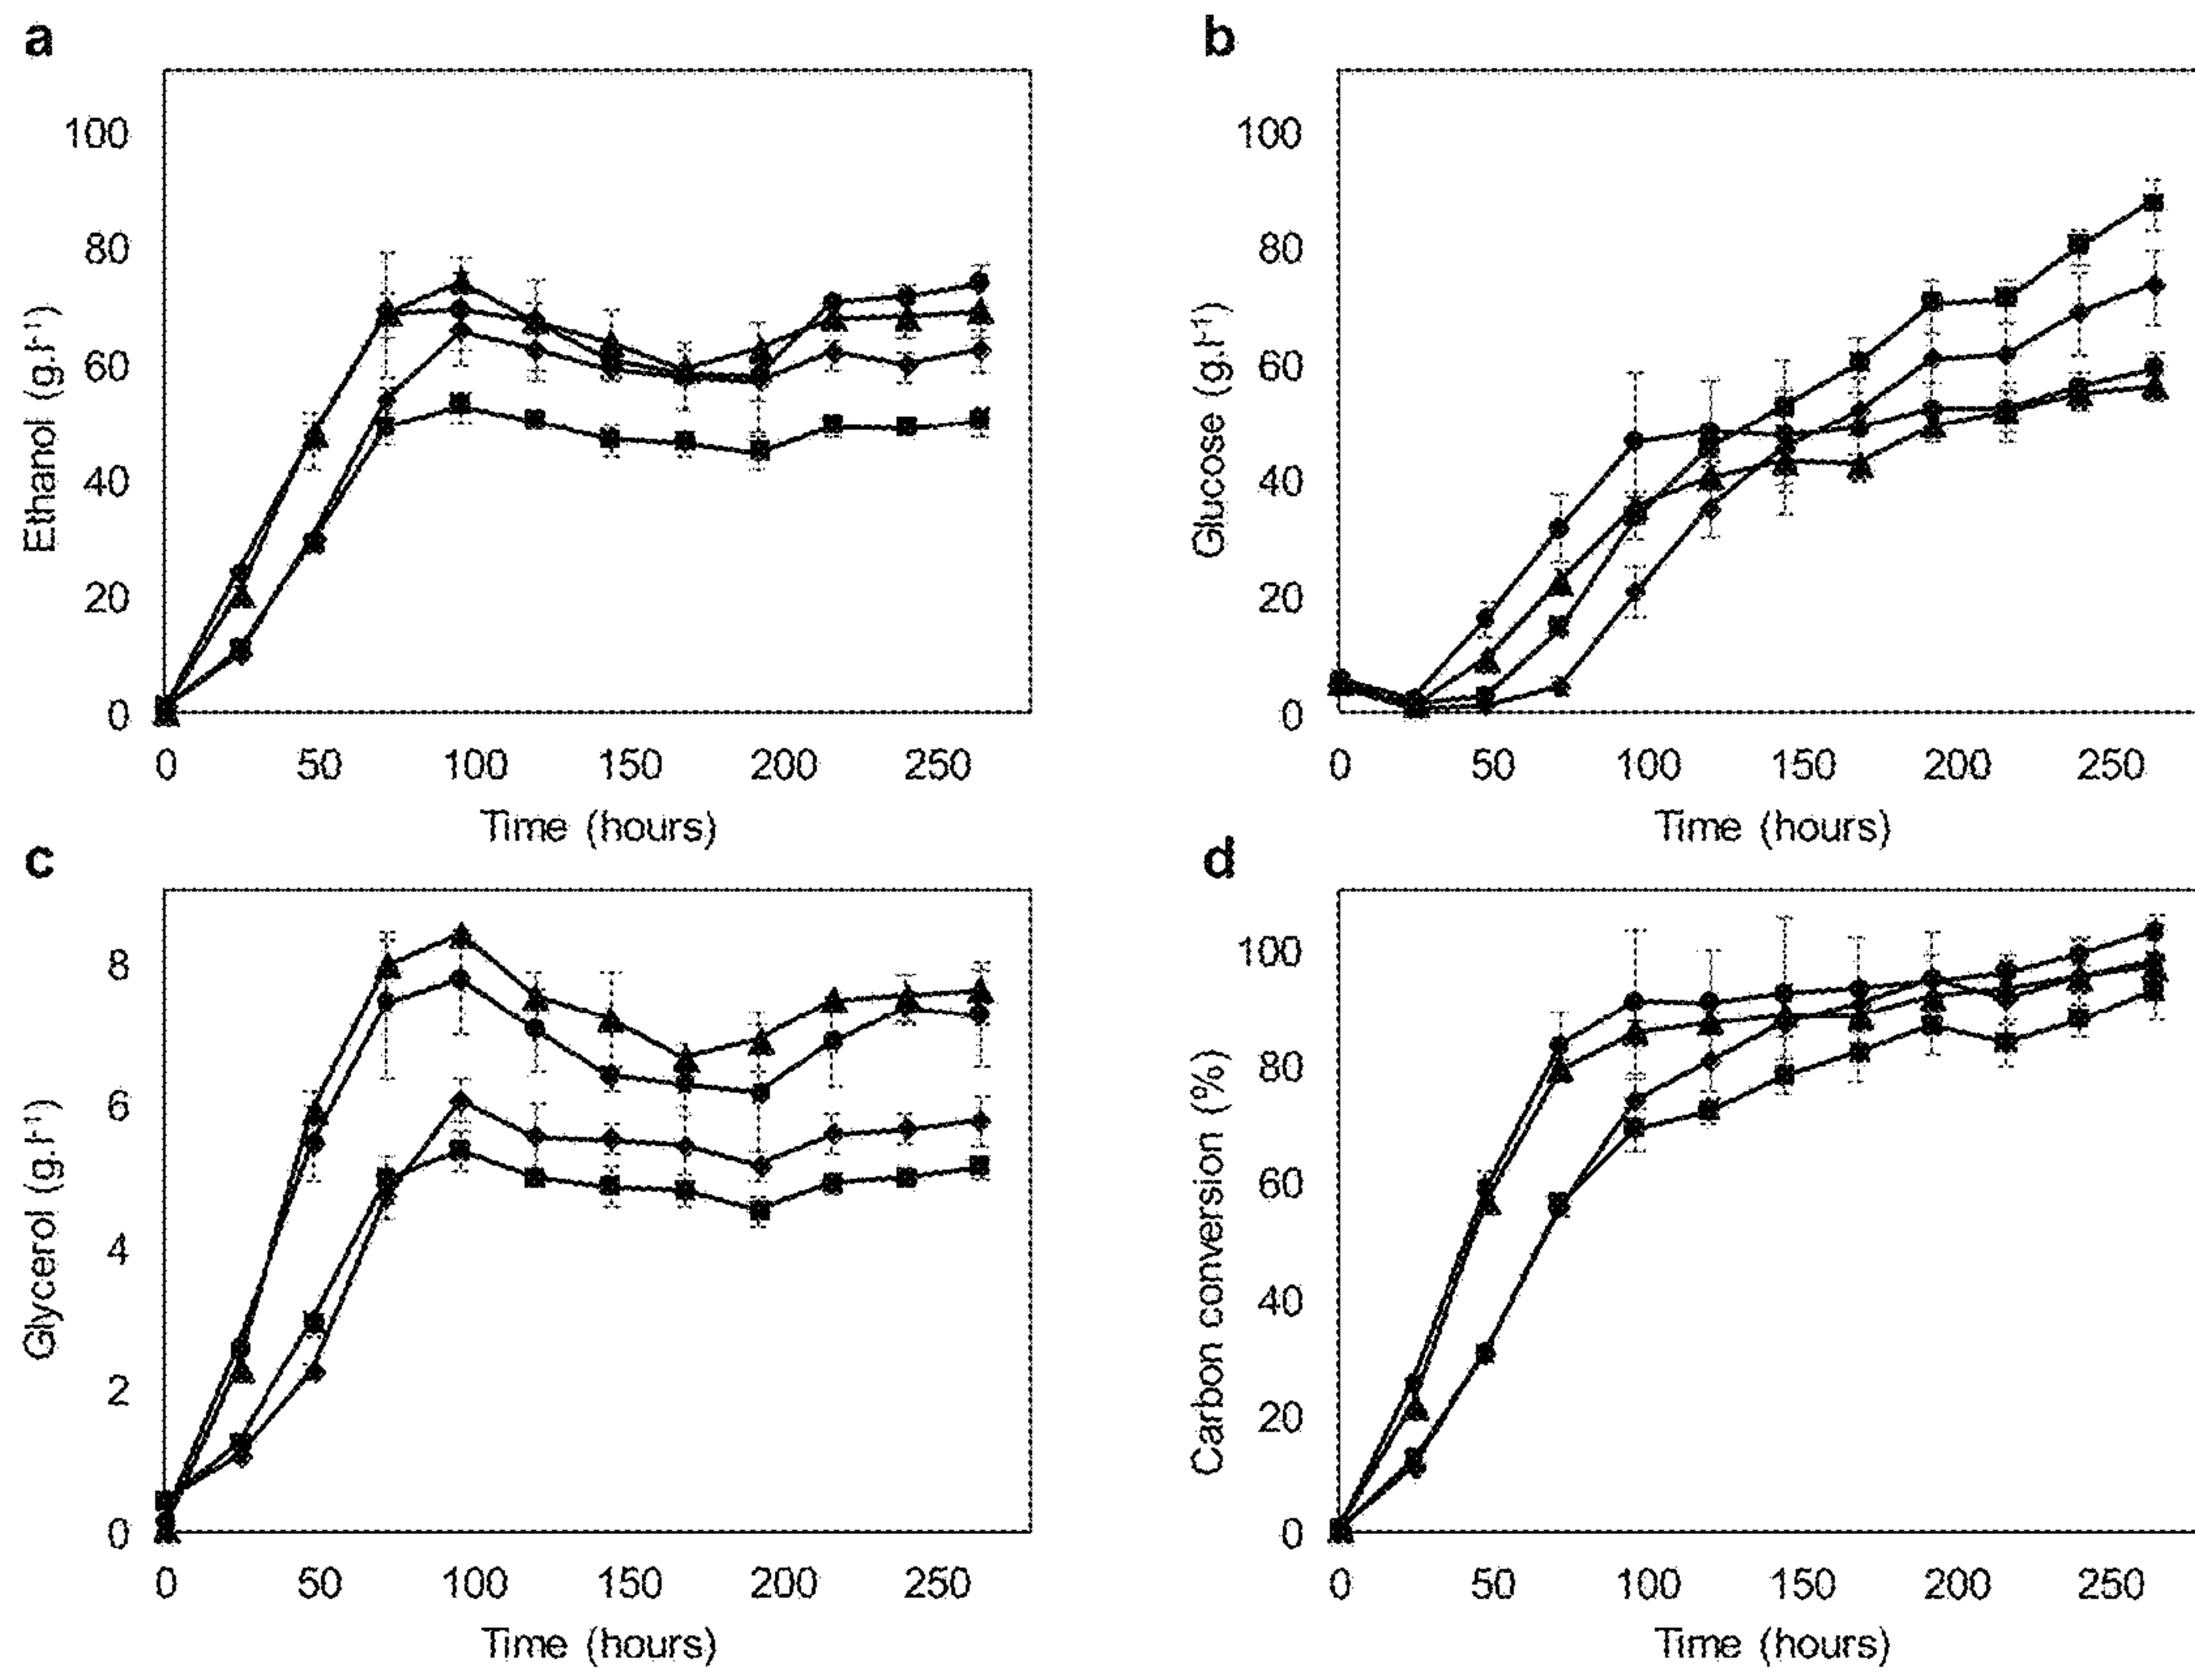 a
100
80
60
40
20
0
Ethanol (g.l⁻¹)
0 50 100 150 200 250
Time (hours)
b
100
80
60
40
20
0
Glucose (g.l⁻¹)
0 50 100 150 200 250
Time (hours)
c
8
6
4
2
0
Glycerol (g.l⁻¹)
0 50 100 150 200 250
Time (hours)
d
100
80
60
40
20
0
Carbon conversion (%)
0 50 100 150 200 250
Time (hours)